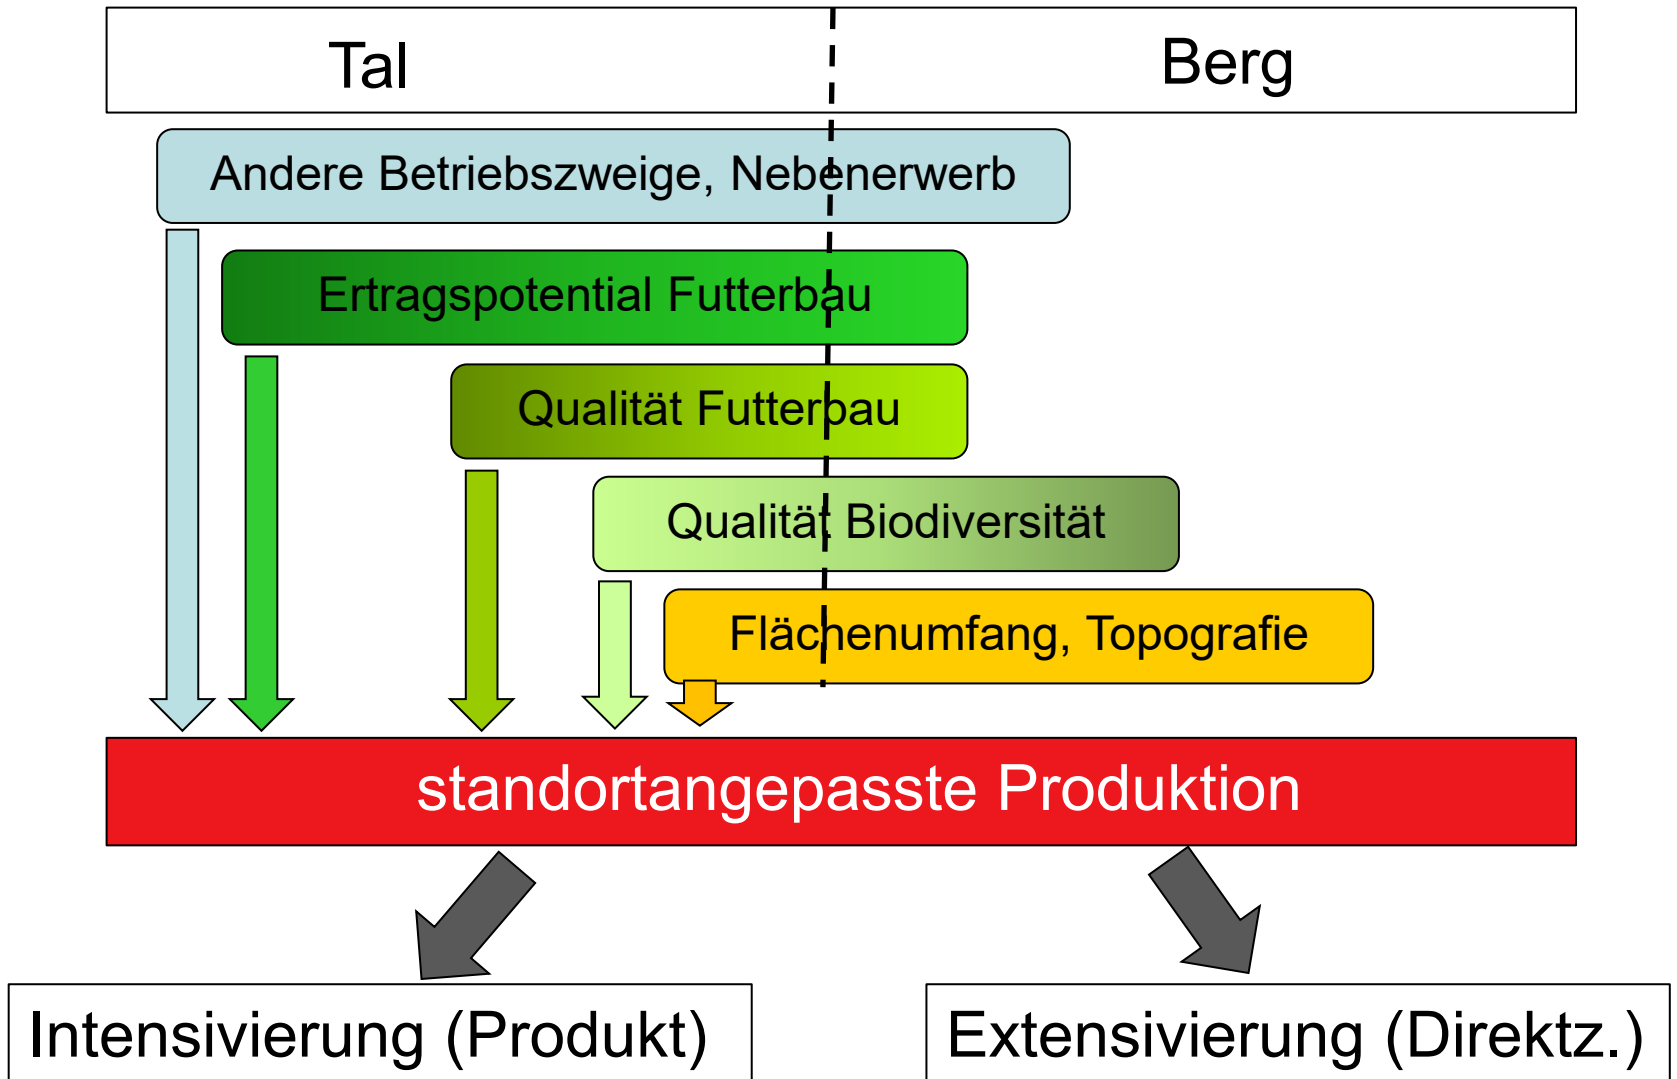 Tal
Berg
Andere Betriebszweige, Nebenerwerb
Ertragspotential Futterbau
Qualität Futterbau
Qualität Biodiversität
Flächenumfang, Topografie
standortangepasste Produktion
Intensivierung (Produkt)
Extensivierung (Direktz.)